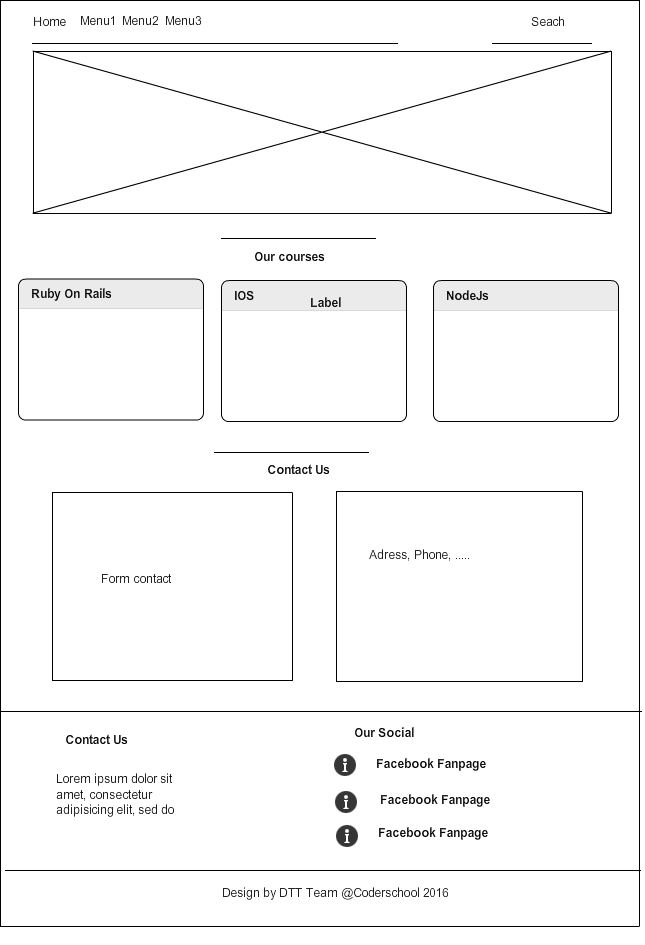 Home Menu1 Menu2 Menu3 Seach
Our courses
Ruby On Rails
IOS
Label
NodeJs
Contact Us
Form contact
Adress, Phone, .....
Contact Us
Lorem ipsum dolor sit
amet, consectetur
adipisicing elit, sed do
Our Social
Facebook Fanpage
Facebook Fanpage
Facebook Fanpage
Design by DTT Team @Coderschool 2016